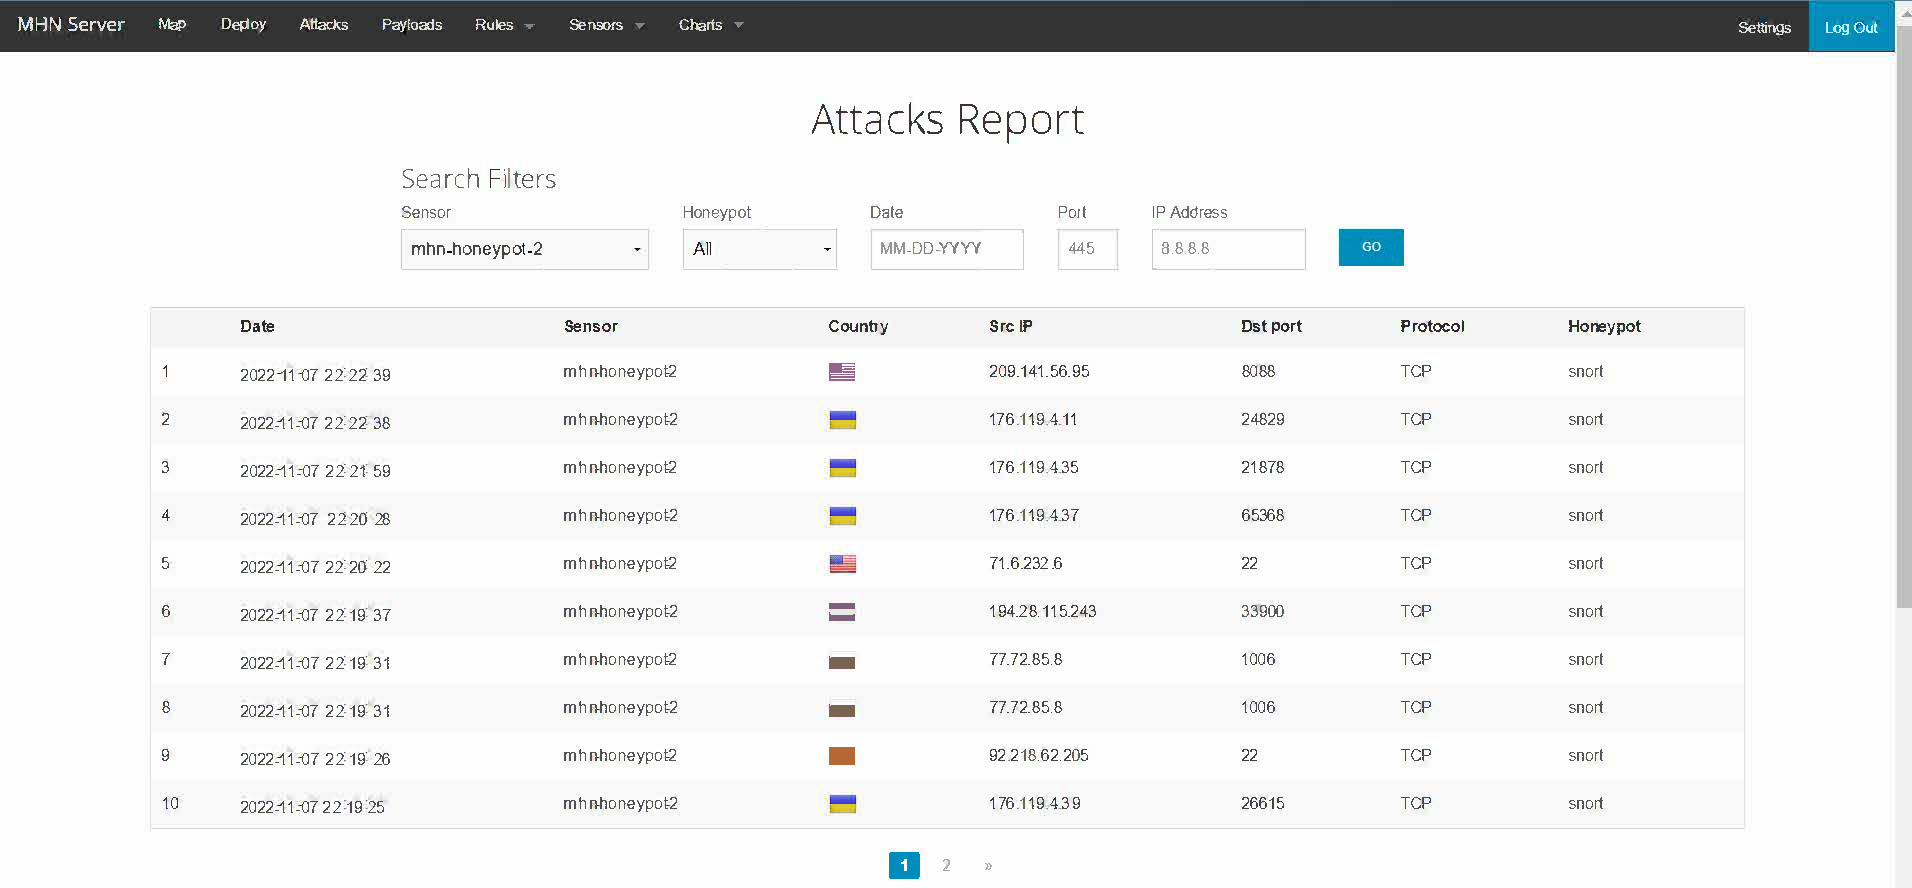 MHN Server Map Deploy Attacks Payloads Rules Sensors Charts Settings Log Out
Attacks Report
Search Filters
Sensor Honeypot Date Port IP Address
mhn-honeypot-2 All MM-DD-YYYY 445 8.8.8.8 GO
Date Sensor Country Src IP Dst port Protocol Honeypot
1 2022-11-07 22:22:39 mhn-honeypot2 209.141.56.95 8088 TCP snort
2 2022-11-07 22:22:38 mhn-honeypot2 176.119.4.11 24829 TCP snort
3 2022-11-07 22:21:59 mhn-honeypot2 176.119.4.35 21878 TCP snort
4 2022-11-07 22:20:28 mhn-honeypot2 176.119.4.37 65368 TCP snort
5 2022-11-07 22:20:22 mhn-honeypot2 71.6.232.6 22 TCP snort
6 2022-11-07 22:19:37 mhn-honeypot2 194.28.115.243 33900 TCP snort
7 2022-11-07 22:19:31 mhn-honeypot2 77.72.85.8 1006 TCP snort
8 2022-11-07 22:19:31 mhn-honeypot2 77.72.85.8 1006 TCP snort
9 2022-11-07 22:19:26 mhn-honeypot2 92.218.62.205 22 TCP snort
10 2022-11-07 22:19:25 mhn-honeypot2 176.119.4.39 26615 TCP snort
1 2 »